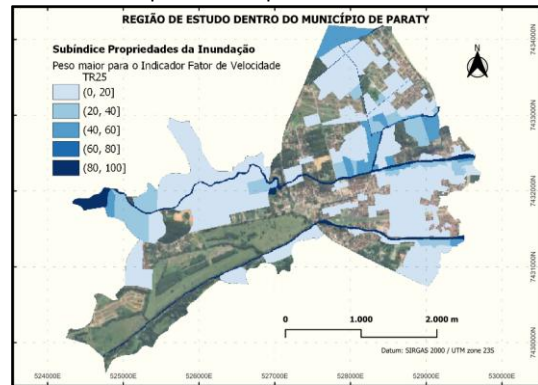 REGIÃO DE ESTUDO DENTRO DO MUNICÍPIO DE PARATY
Subíndice Propriedades da Inundação
Peso maior para o Indicador Fator de Velocidade
TR25
(0, 20]
(20, 40]
(40, 60]
(60, 80]
(80, 100]
N
7434000N
7433000N
7432000N
7431000N
7430000N
0 1.000 2.000 m
Datum: SIRGAS 2000 / UTM zone 23S
524000E 525000E 526000E 527000E 528000E 529000E 530000E